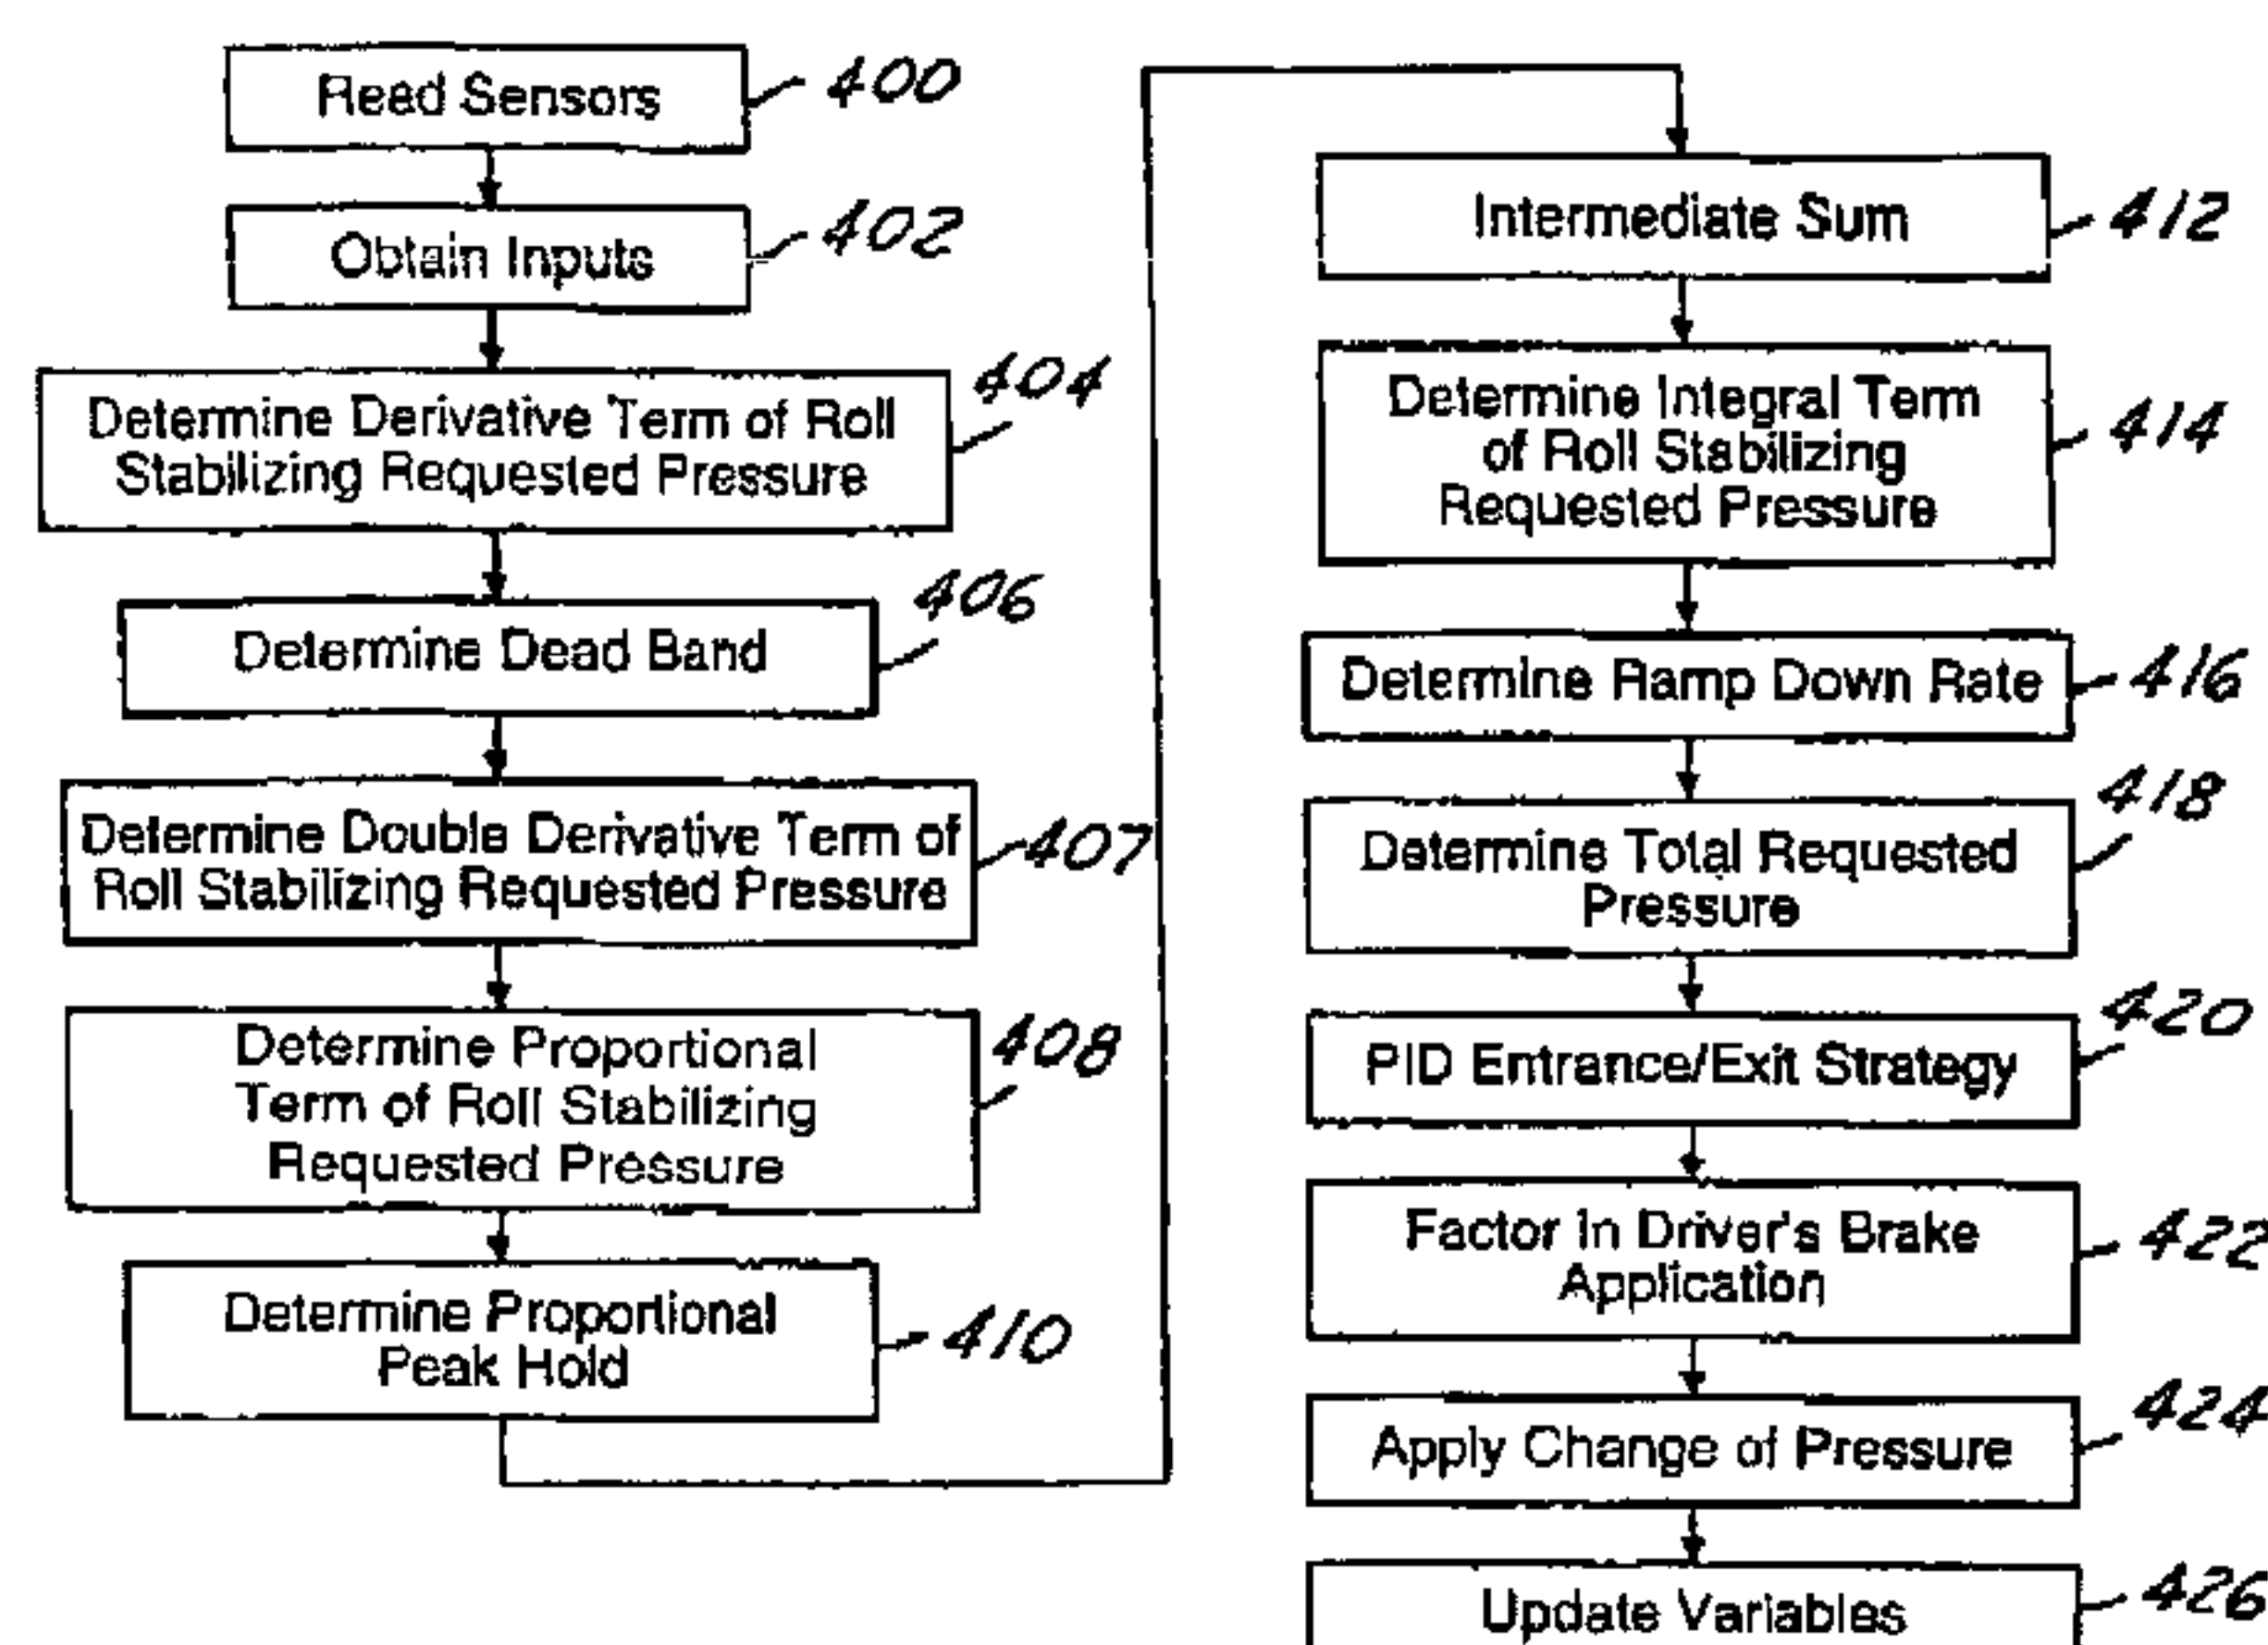 Read Sensors
400
Obtain Inputs
402
Determine Derivative Term of Roll
Stabilizing Requested Pressure
404
Determine Dead Band
406
Determine Double Derivative Term of
Roll Stabilizing Requested Pressure
407
Determine Proportional
Term of Roll Stabilizing
Requested Pressure
408
Determine Proportional
Peak Hold
410
Intermediate Sum
412
Determine Integral Term
of Roll Stabilizing
Requested Pressure
414
Determine Ramp Down Rate
416
Determine Total Requested
Pressure
418
PID Entrance/Exit Strategy
420
Factor In Driver's Brake
Application
422
Apply Change of Pressure
424
Update Variables
426